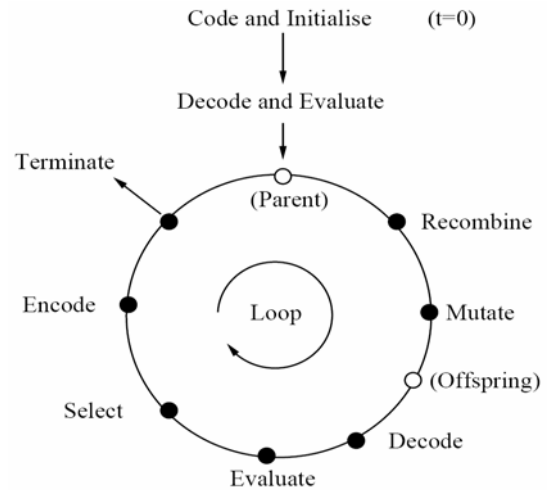 Code and Initialise (t=0)
Decode and Evaluate
Terminate
(Parent)
Recombine
Encode
Loop
Mutate
(Offspring)
Select
Decode
Evaluate